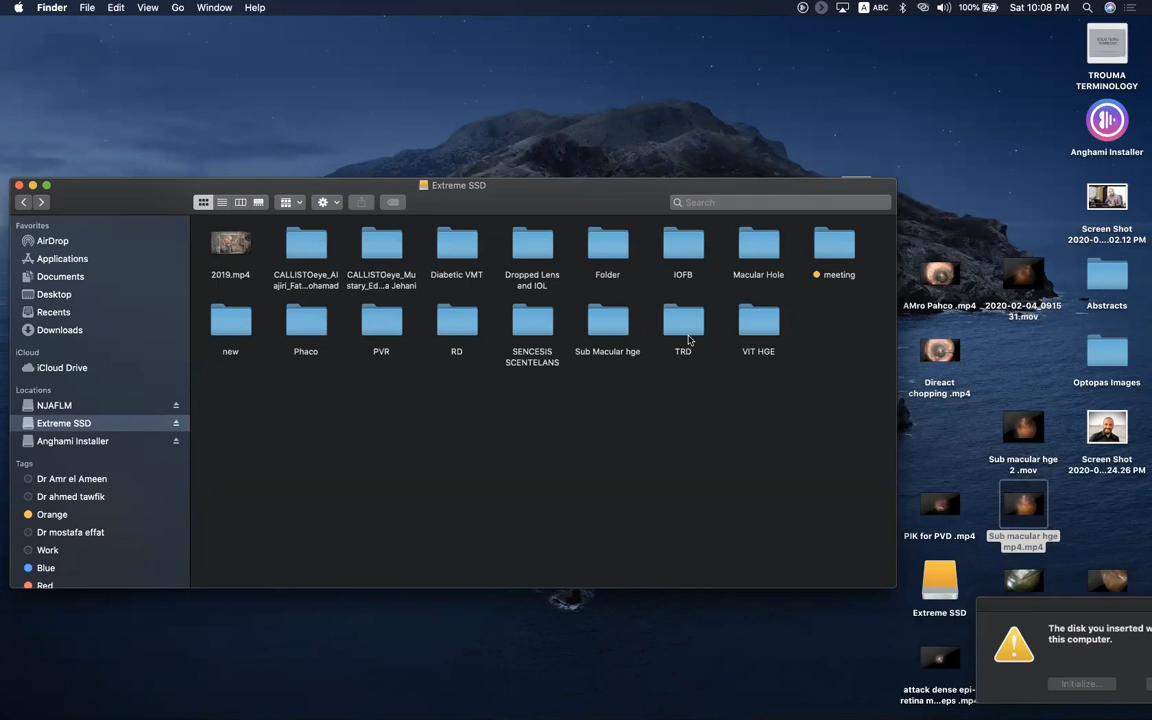 Finder File Edit View Go Window Help
A ABC 100% Sat 10:08 PM
TROUMA
TERMINOLOGY
Anghami Installer
Extreme SSD
Search
Favorites
AirDrop
Applications
Documents
Desktop
Recents
Downloads
iCloud
iCloud Drive
Locations
NJAFLM
Extreme SSD
Anghami Installer
Tags
Dr Amr el Ameen
Dr ahmed tawfik
Orange
Dr mostafa effat
Work
Blue
Red
2019.mp4
CALLISTOeye_Al
ajiri_Fat...ohamad
CALLISTOeye_Mu
stary_Ed...a Jehani
Diabetic VMT
Dropped Lens
and IOL
Folder
IOFB
Macular Hole
meeting
new
Phaco
PVR
RD
SENCESIS
SCENTELANS
Sub Macular hge
TRD
VIT HGE
Screen Shot
2020-0....02.12 PM
AMro Pahco .mp4
2020-02-04_0915
31.mov
Abstracts
Direact
chopping .mp4
Optopas Images
Sub macular hge
2 .mov
Screen Shot
2020-0...24.26 PM
PIK for PVD .mp4
Sub macular hge
mp4.mp4
Extreme SSD
attack dense epi-
retina m...eps .mp4
The disk you inserted w
this computer.
Initialize...